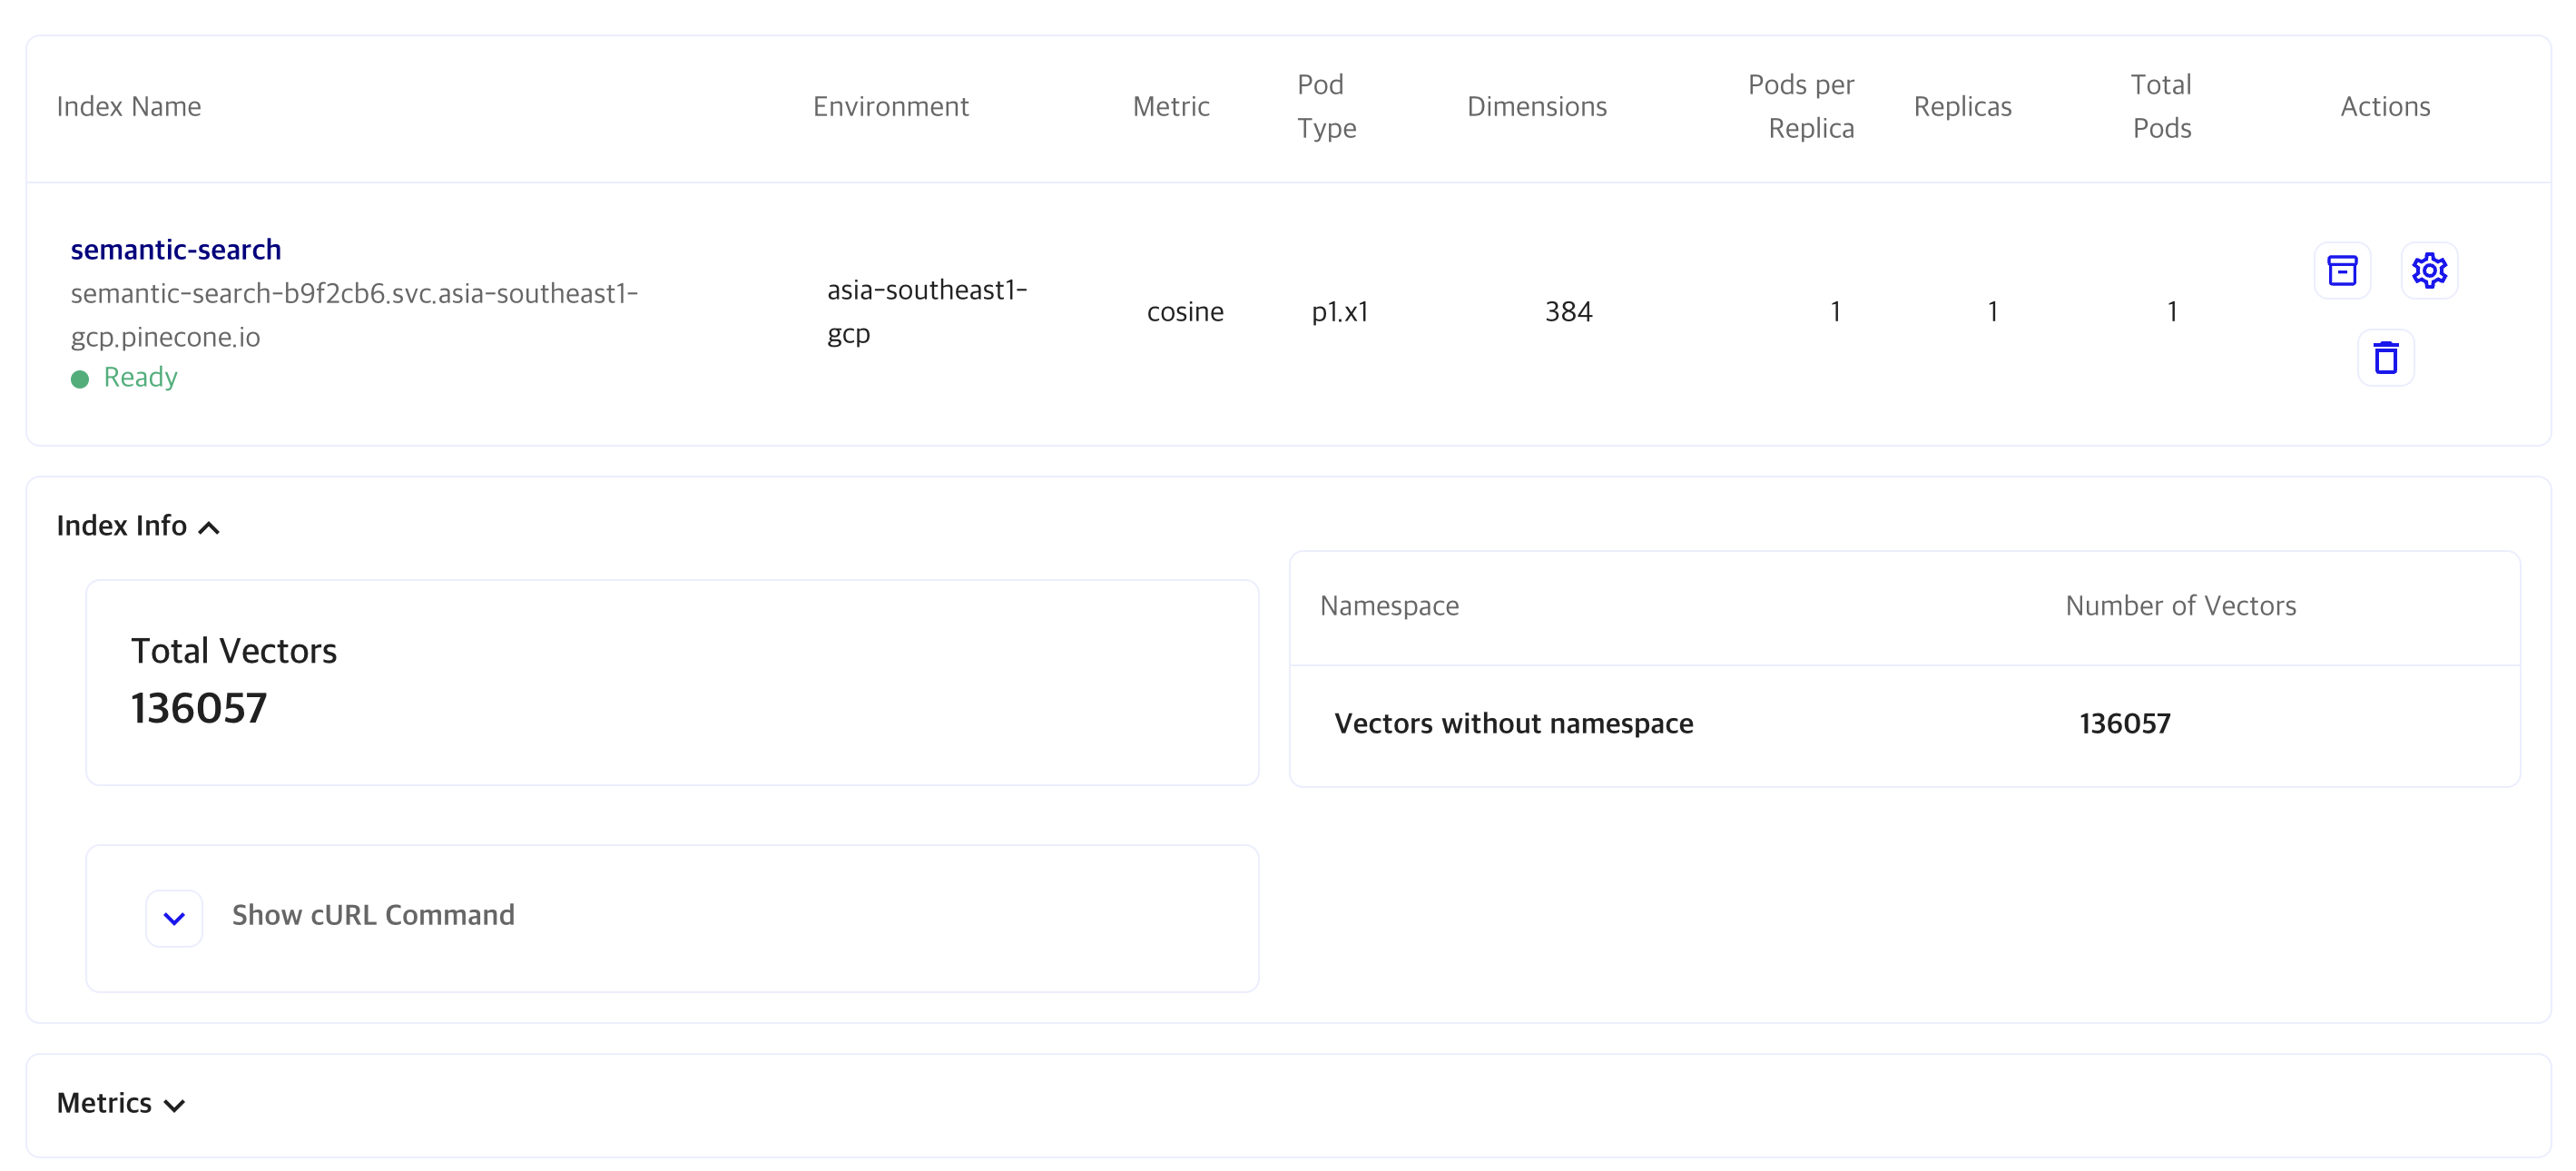 Index Name
Environment
Metric
Pod
Type
Dimensions
Pods per
Replica
Replicas
Total
Pods
Actions
semantic-search
semantic-search-b9f2cb6.svc.asia-southeast1-
gcp.pinecone.io
Ready
asia-southeast1-
gcp
cosine
p1.x1
384
1
1
1
Index Info
Total Vectors
136057
Namespace
Number of Vectors
Vectors without namespace
136057
Show cURL Command
Metrics